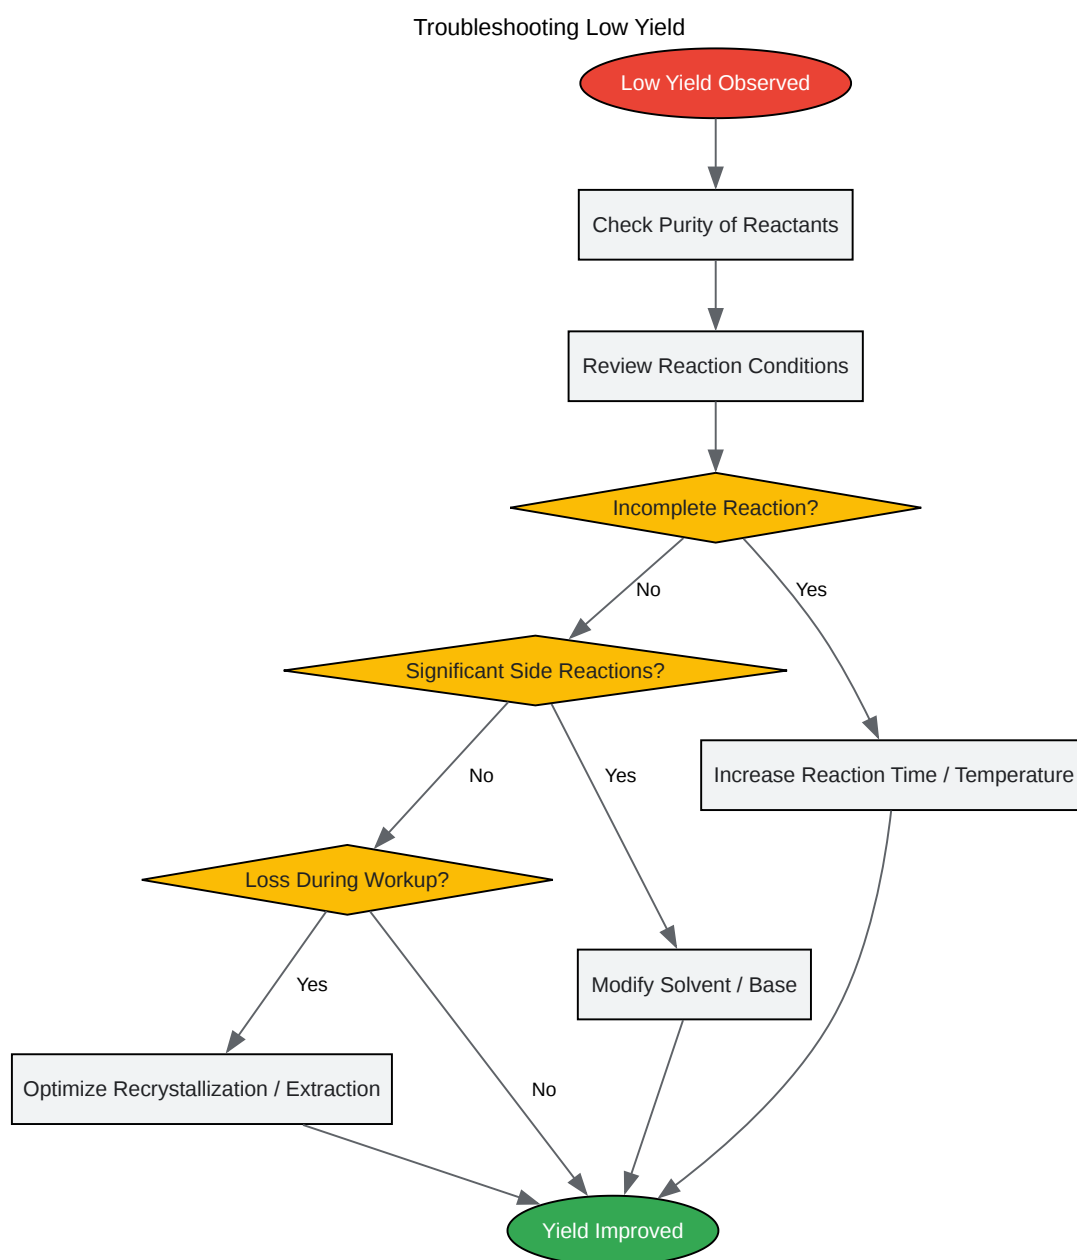 Troubleshooting Low Yield
Low Yield Observed
Check Purity of Reactants
Review Reaction Conditions
Incomplete Reaction?
No
Yes
Significant Side Reactions?
No
Yes
Increase Reaction Time / Temperature
Loss During Workup?
Yes
Modify Solvent / Base
Optimize Recrystallization / Extraction
No
Yield Improved